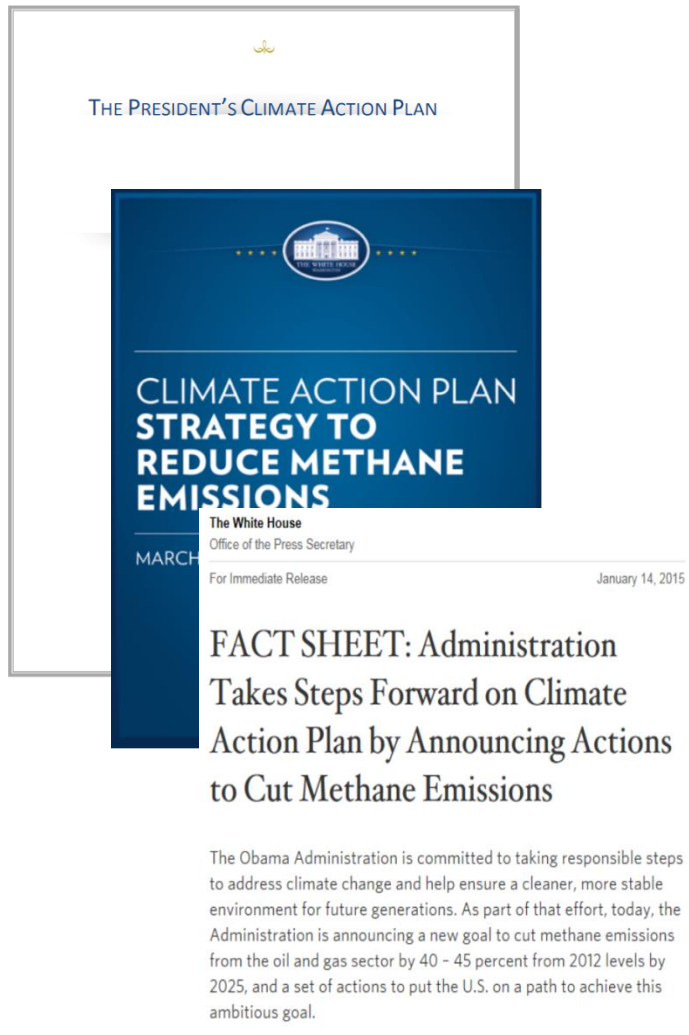 THE PRESIDENT'S CLIMATE ACTION PLAN
THE WHITE HOUSE
WASHINGTON
CLIMATE ACTION PLAN
STRATEGY TO
REDUCE METHANE
EMISSIONS
MARCH
The White House
Office of the Press Secretary
For Immediate Release January 14, 2015
FACT SHEET: Administration
Takes Steps Forward on Climate
Action Plan by Announcing Actions
to Cut Methane Emissions
The Obama Administration is committed to taking responsible steps
to address climate change and help ensure a cleaner, more stable
environment for future generations. As part of that effort, today, the
Administration is announcing a new goal to cut methane emissions
from the oil and gas sector by 40 – 45 percent from 2012 levels by
2025, and a set of actions to put the U.S. on a path to achieve this
ambitious goal.